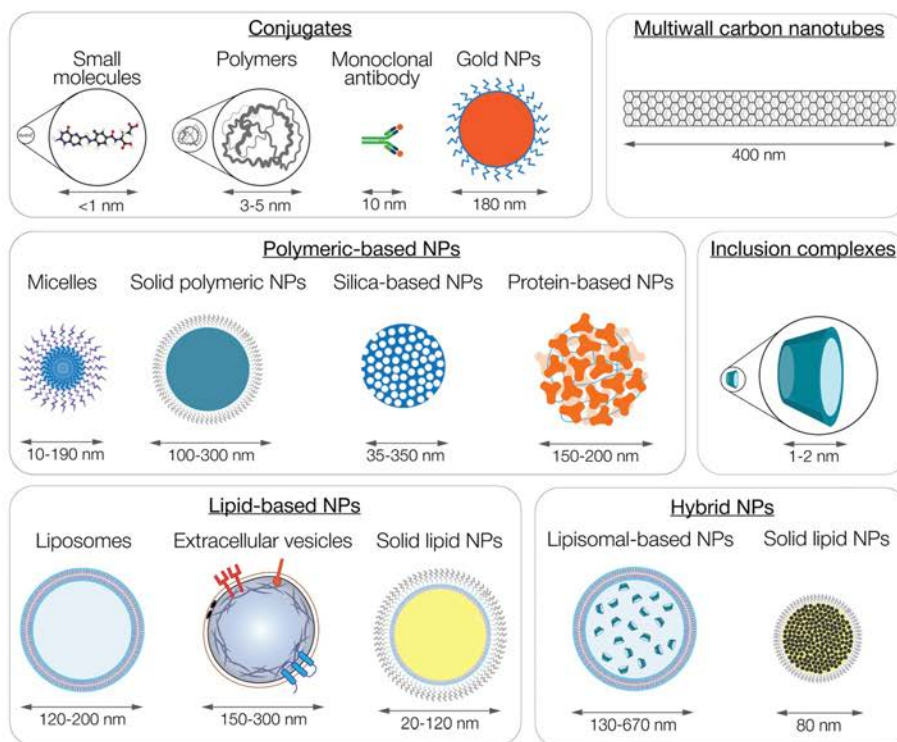 Conjugates
Small
molecules
Polymers
Monoclonal
antibody
Gold NPs
<1 nm
3-5 nm
10 nm
180 nm
Multiwall carbon nanotubes
400 nm
Polymeric-based NPs
Micelles
Solid polymeric NPs
Silica-based NPs
Protein-based NPs
10-190 nm
100-300 nm
35-350 nm
150-200 nm
Inclusion complexes
1-2 nm
Lipid-based NPs
Liposomes
Extracellular vesicles
Solid lipid NPs
120-200 nm
150-300 nm
20-120 nm
Hybrid NPs
Lipisomal-based NPs
Solid lipid NPs
130-670 nm
80 nm